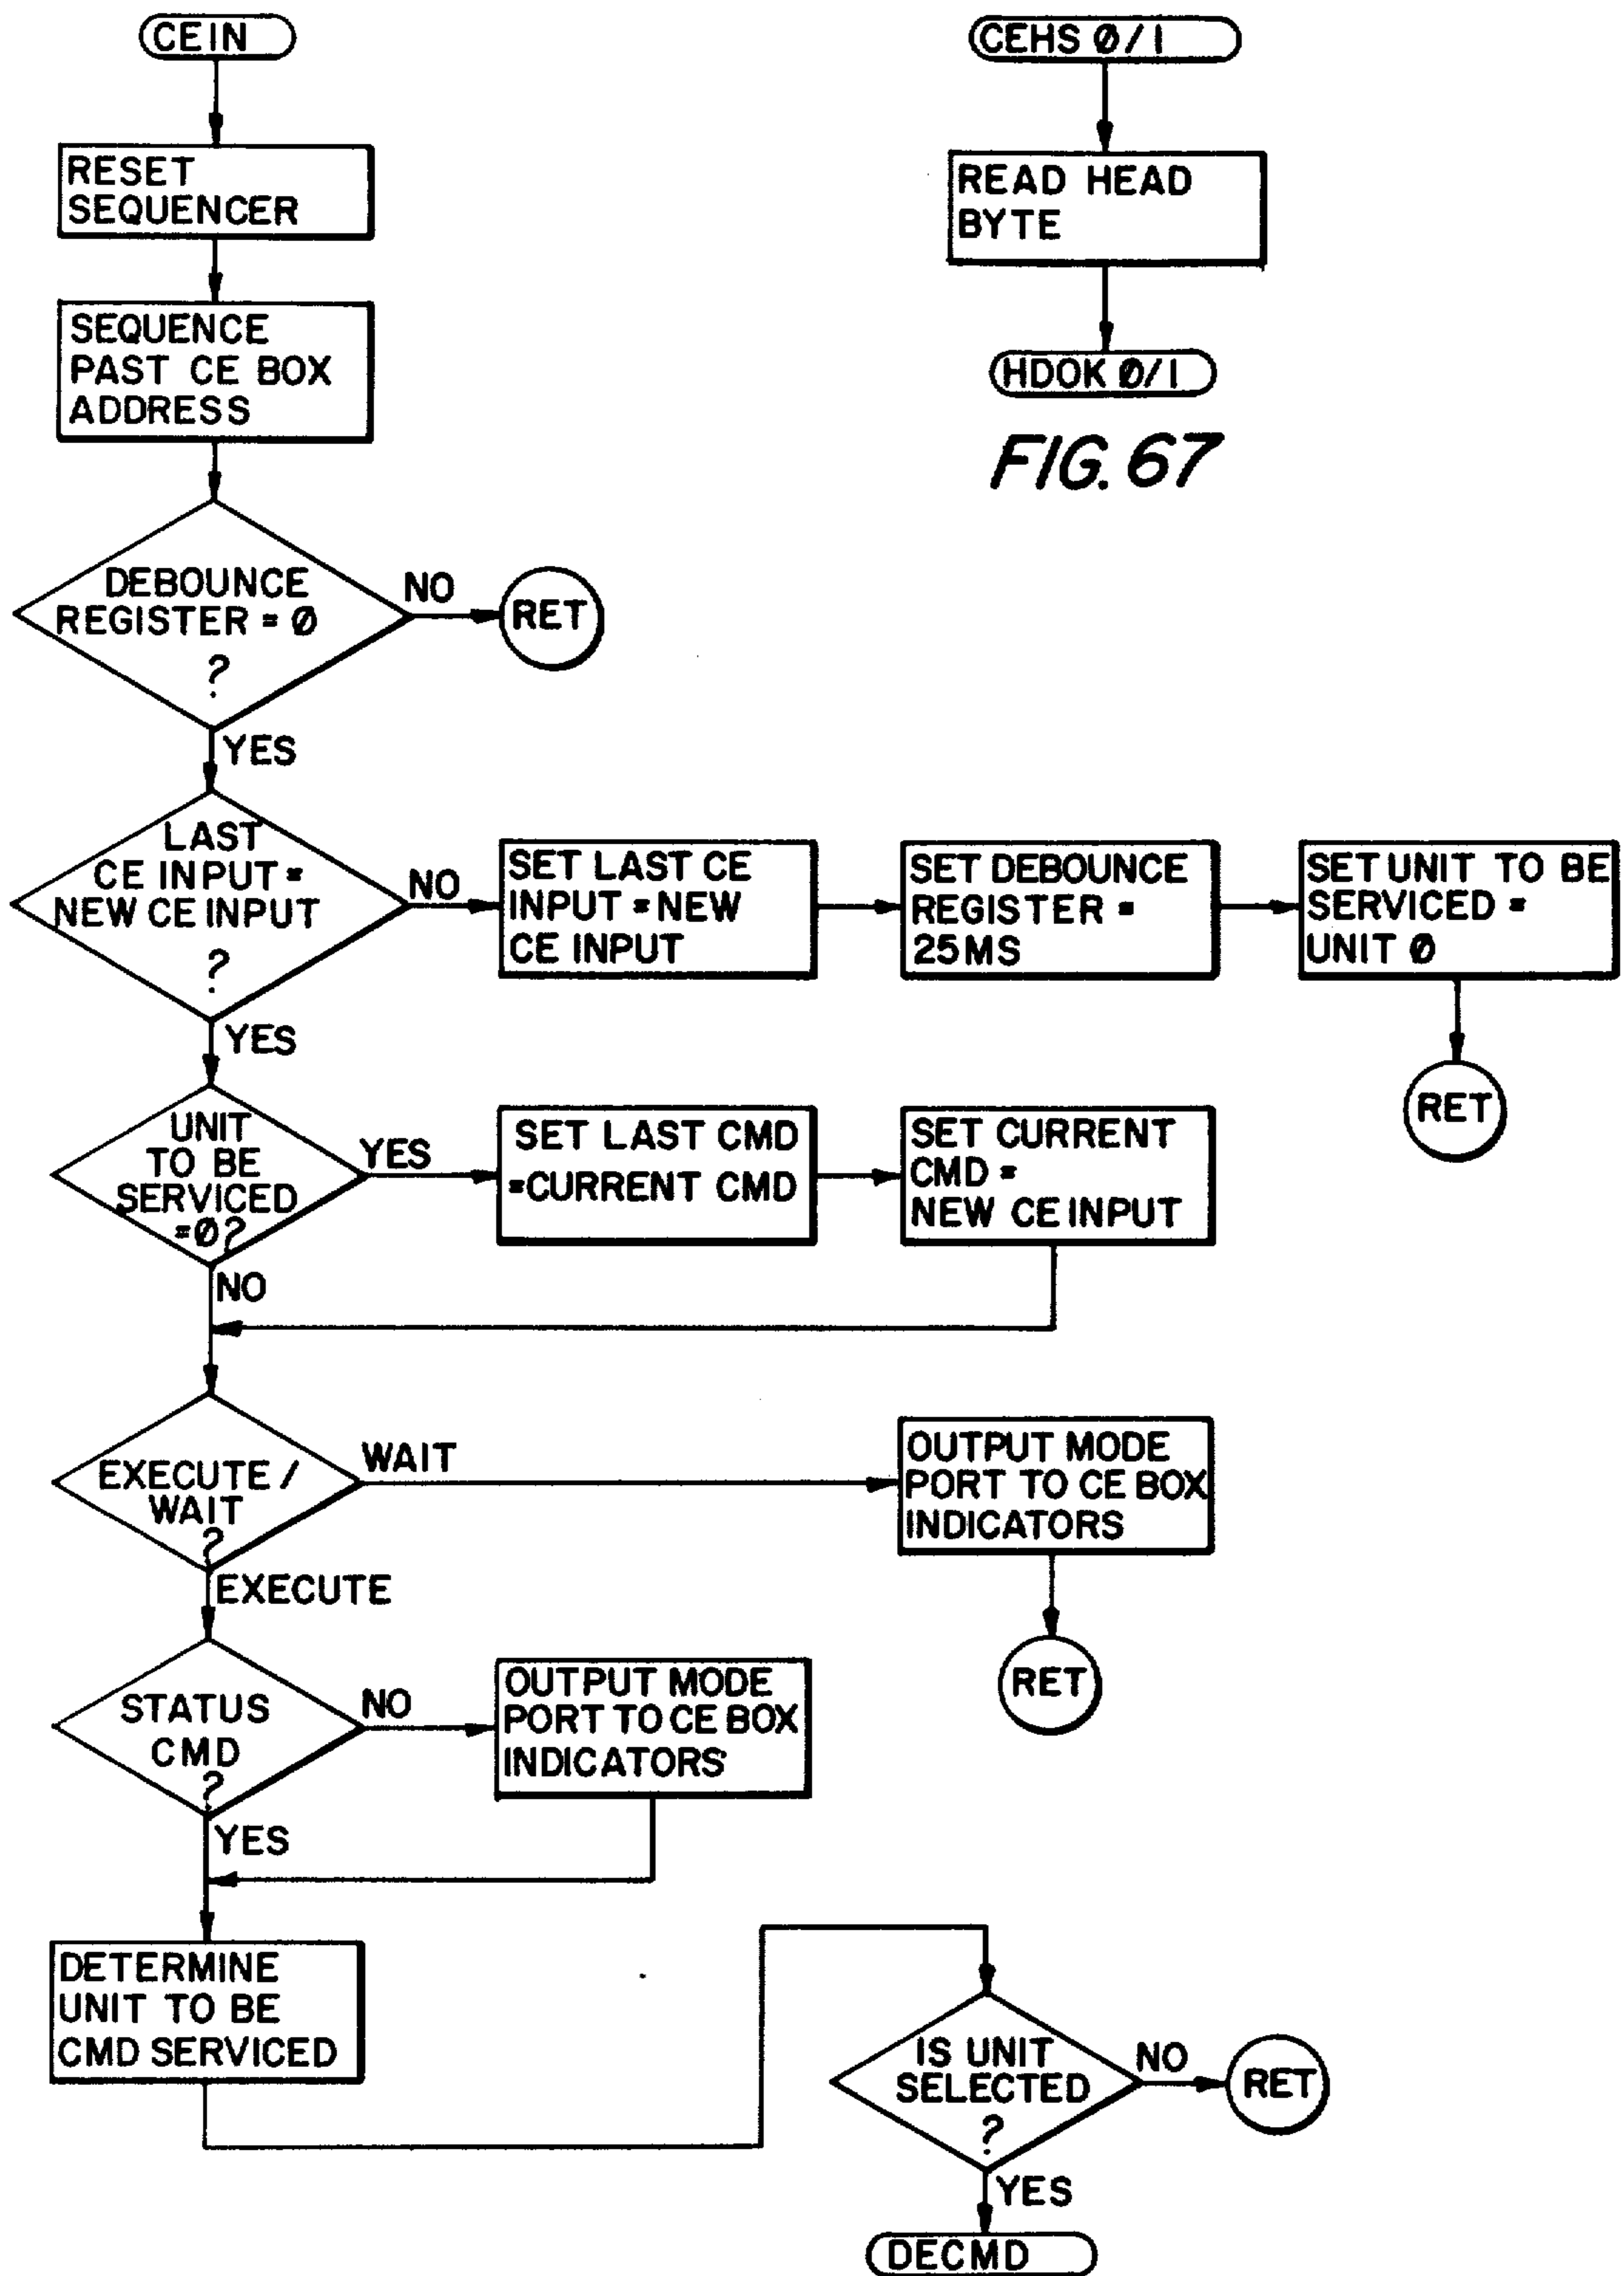 CEIN
RESET
SEQUENCER
SEQUENCE
PAST CE BOX
ADDRESS
DEBOUNCE
REGISTER = Ø
?
NO
RET
YES
LAST
CE INPUT =
NEW CE INPUT
?
NO
SET LAST CE
INPUT = NEW
CE INPUT
SET DEBOUNCE
REGISTER =
25MS
SET UNIT TO BE
SERVICED =
UNIT Ø
RET
YES
UNIT
TO BE
SERVICED
=Ø?
YES
SET LAST CMD
=CURRENT CMD
SET CURRENT
CMD =
NEW CE INPUT
NO
EXECUTE /
WAIT
?
WAIT
OUTPUT MODE
PORT TO CE BOX
INDICATORS
RET
EXECUTE
STATUS
CMD
?
NO
OUTPUT MODE
PORT TO CE BOX
INDICATORS
YES
DETERMINE
UNIT TO BE
CMD SERVICED
IS UNIT
SELECTED
?
NO
RET
YES
DECMD
CEHS Ø/1
READ HEAD
BYTE
HDOK Ø/1
FIG. 67